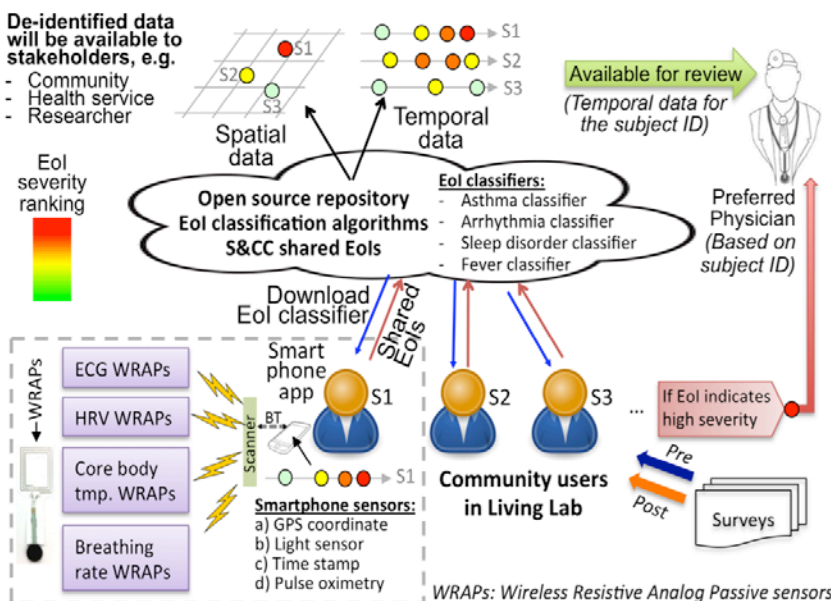 De-identified data
will be available to
stakeholders, e.g.
- Community
- Health service
- Researcher
S1
S2
S3
Spatial
data
S1
S2
S3
Temporal
data
Available for review
(Temporal data for
the subject ID)
Preferred
Physician
(Based on
subject ID)
EoI
severity
ranking
Open source repository
EoI classification algorithms
S&CC shared EoIs
EoI classifiers:
- Asthma classifier
- Arrhythmia classifier
- Sleep disorder classifier
- Fever classifier
Download
EoI classifier
Shared
EoIs
WRAPs
ECG WRAPs
HRV WRAPs
Core body
tmp. WRAPs
Breathing
rate WRAPs
Scanner
BT
Smart
phone app
S1
S1
Smartphone sensors:
a) GPS coordinate
b) Light sensor
c) Time stamp
d) Pulse oximetry
S2
S3
...
Community users
in Living Lab
If EoI indicates
high severity
Pre
Post
Surveys
WRAPs: Wireless Resistive Analog Passive sensors